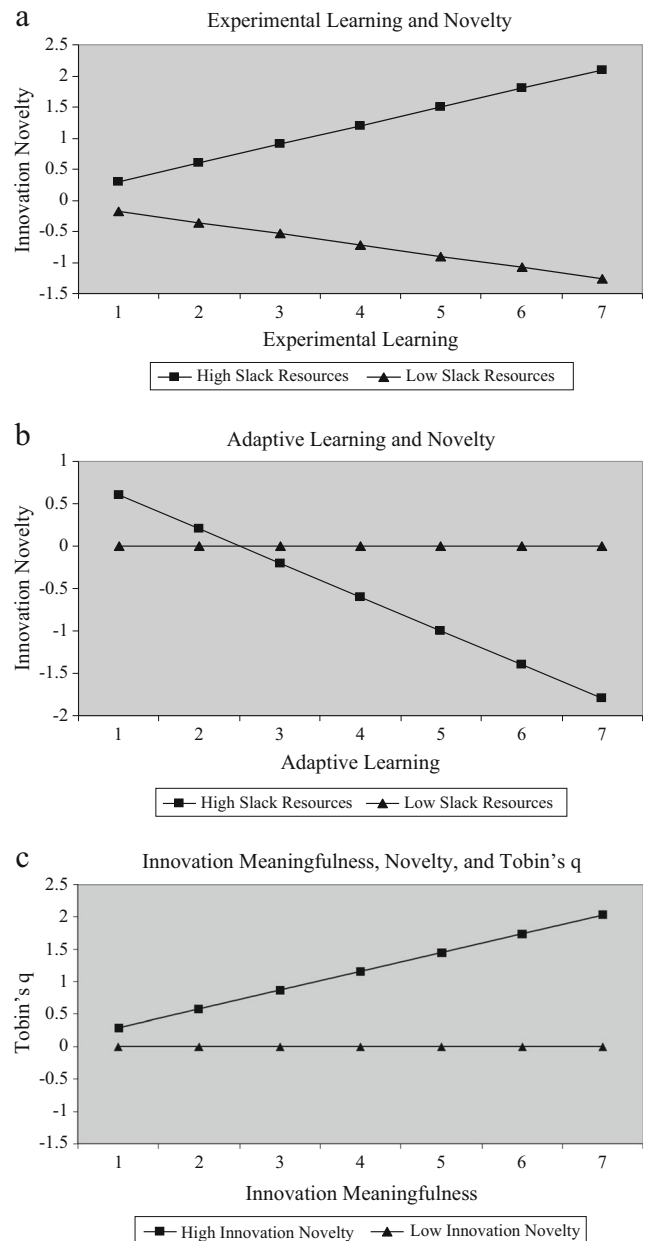 a
Experimental Learning and Novelty
2.5
2
1.5
1
0.5
0
-0.5
-1
-1.5
Innovation Novelty
1 2 3 4 5 6 7
Experimental Learning
High Slack Resources Low Slack Resources
b
Adaptive Learning and Novelty
1
0.5
0
-0.5
-1
-1.5
-2
Innovation Novelty
1 2 3 4 5 6 7
Adaptive Learning
High Slack Resources Low Slack Resources
c
Innovation Meaningfulness, Novelty, and Tobin's q
2.5
2
1.5
1
0.5
0
-0.5
-1
-1.5
Tobin's q
1 2 3 4 5 6 7
Innovation Meaningfulness
High Innovation Novelty Low Innovation Novelty